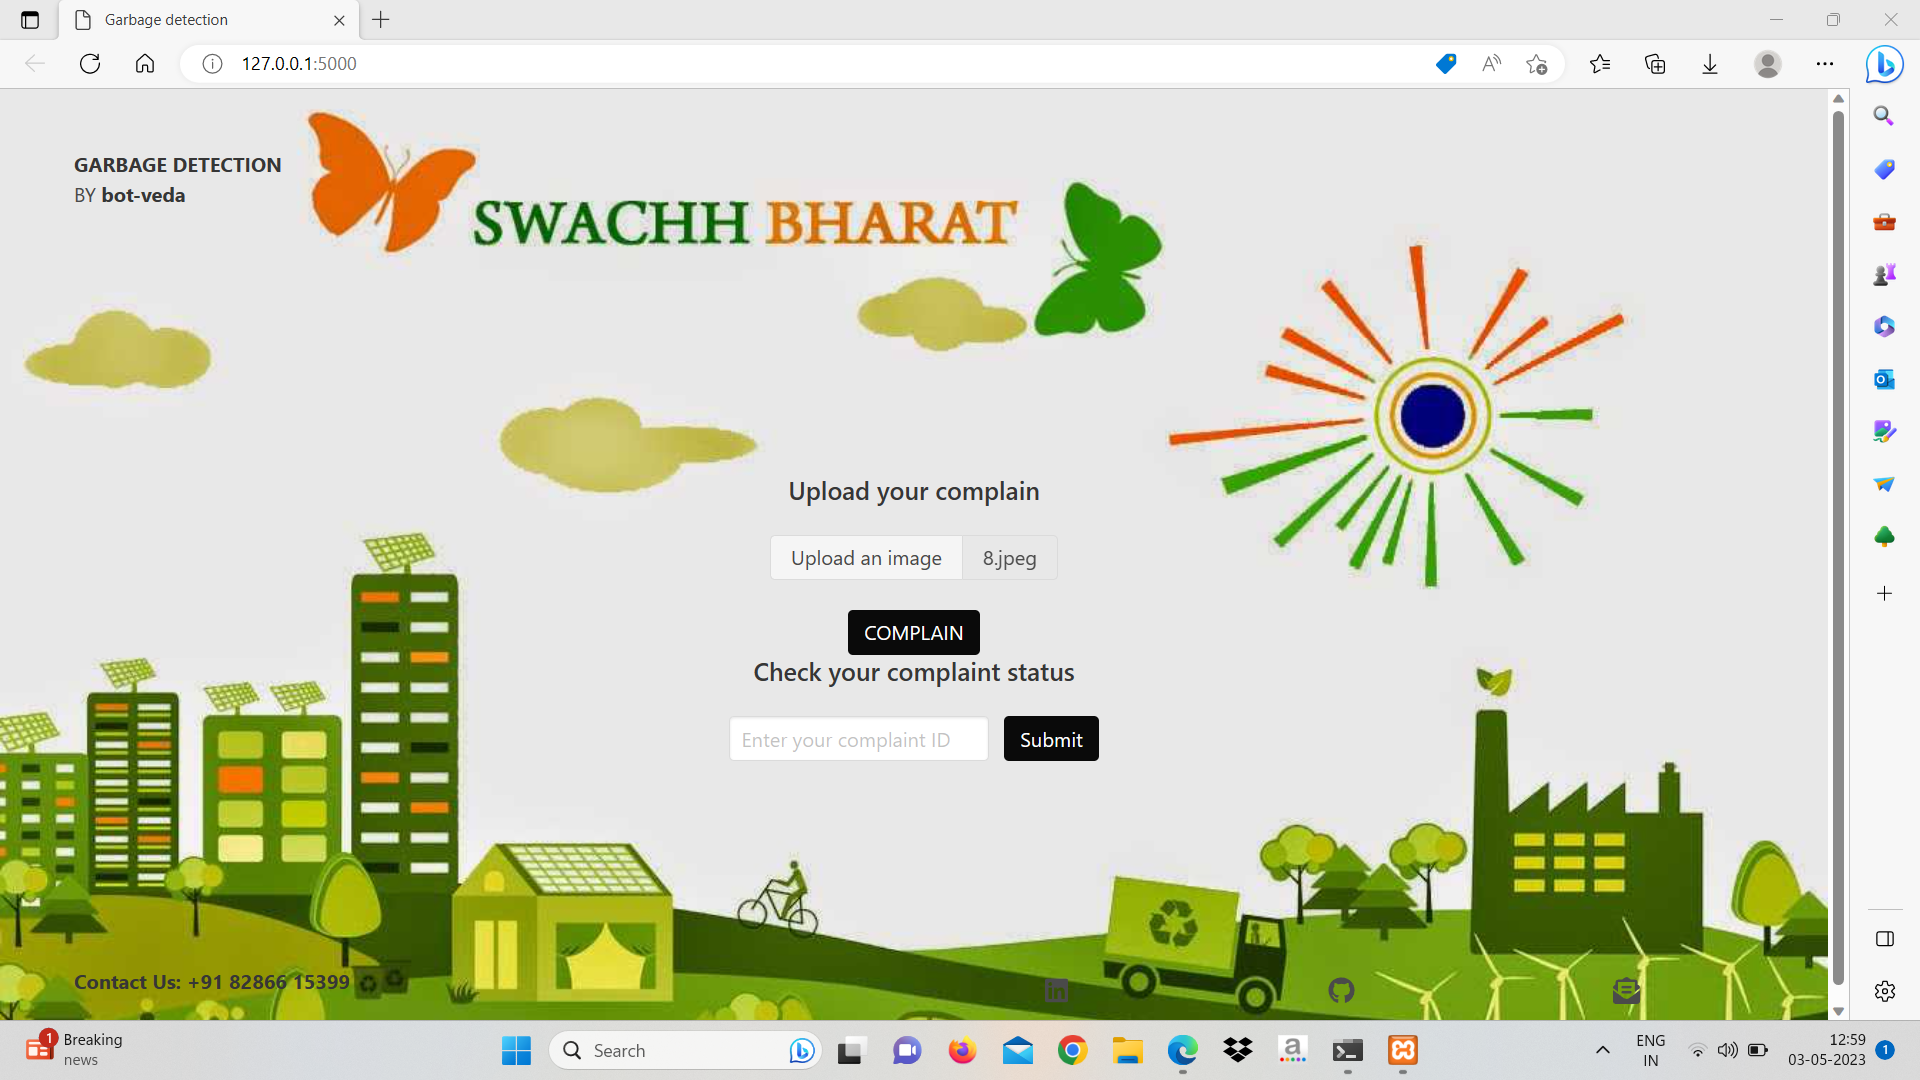 Garbage detection
127.0.0.1:5000
GARBAGE DETECTION
BY bot-veda
SWACHH BHARAT
Upload your complain
Upload an image
8.jpeg
COMPLAIN
Check your complaint status
Enter your complaint ID
Submit
Contact Us: +91 82866 15399
1
Breaking
news
Search
ENG
IN
12:59
03-05-2023
1